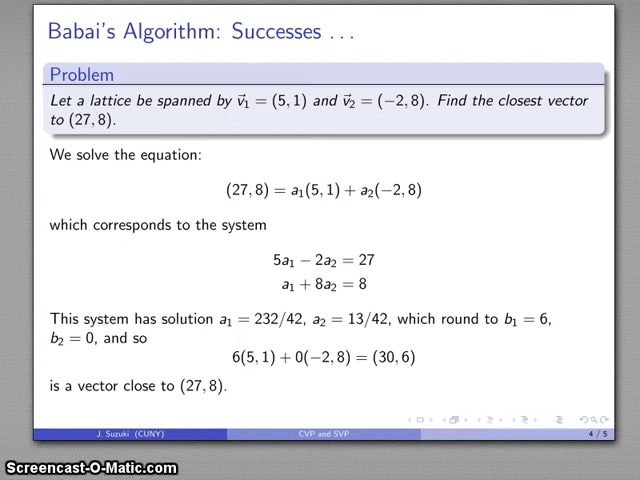 Babai's Algorithm: Successes . . .
Problem
Let a lattice be spanned by v⃗1 = (5, 1) and v⃗2 = (−2, 8). Find the closest vector
to (27, 8).
We solve the equation:
(27, 8) = a1(5, 1) + a2(−2, 8)
which corresponds to the system
5a1 − 2a2 = 27
a1 + 8a2 = 8
This system has solution a1 = 232/42, a2 = 13/42, which round to b1 = 6,
b2 = 0, and so
6(5, 1) + 0(−2, 8) = (30, 6)
is a vector close to (27, 8).
J. Suzuki (CUNY) CVP and SVP 4 / 5
Screencast-O-Matic.com